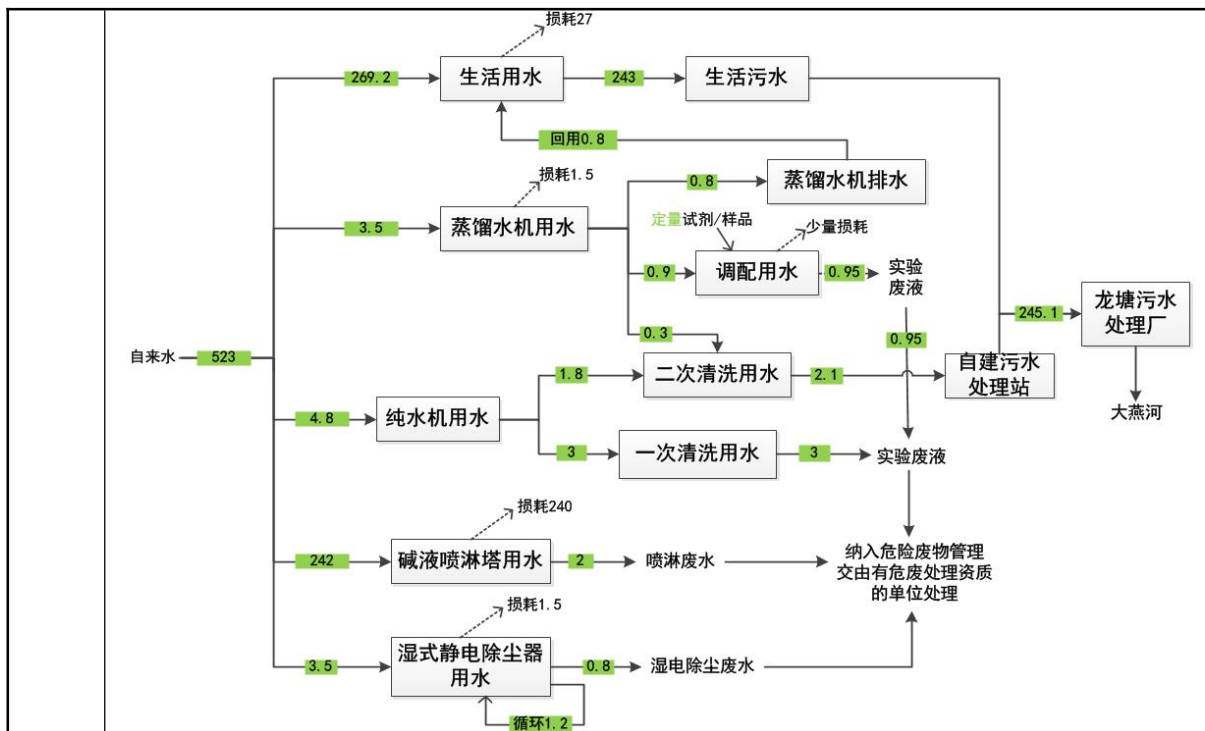 损耗27
269.2
生活用水
243
生活污水
回用0.8
损耗1.5
0.8
蒸馏水机排水
3.5
蒸馏水机用水
定量试剂/样品
少量损耗
0.9
调配用水
0.95
实验
废液
龙塘污水
处理厂
245.1
0.3
0.95
自来水
523
1.8
二次清洗用水
2.1
自建污水
处理站
大燕河
4.8
纯水机用水
3
一次清洗用水
3
实验废液
损耗240
242
碱液喷淋塔用水
2
喷淋废水
纳入危险废物管理
交由有危废处理资质
的单位处理
损耗1.5
3.5
湿式静电除尘器
用水
0.8
湿电除尘废水
循环1.2